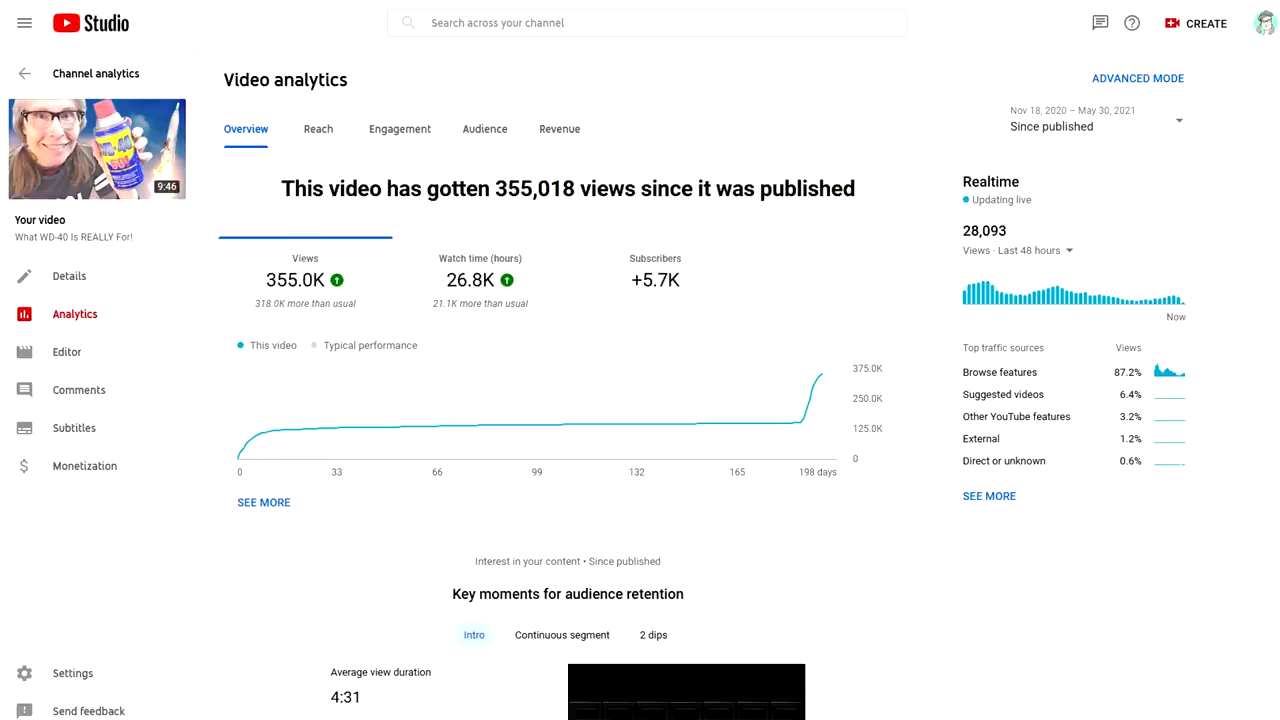 Studio
Search across your channel
CREATE
Channel analytics
Video analytics
ADVANCED MODE
Nov 18, 2020 – May 30, 2021
Since published
Overview
Reach
Engagement
Audience
Revenue
WD-40
9:46
Your video
What WD-40 Is REALLY For!
Details
Analytics
Editor
Comments
Subtitles
Monetization
Settings
Send feedback
This video has gotten 355,018 views since it was published
Views
355.0K
318.0K more than usual
Watch time (hours)
26.8K
21.1K more than usual
Subscribers
+5.7K
This video
Typical performance
375.0K
250.0K
125.0K
0
0 33 66 99 132 165 198 days
SEE MORE
Realtime
Updating live
28,093
Views · Last 48 hours
Now
Top traffic sources Views
Browse features 87.2%
Suggested videos 6.4%
Other YouTube features 3.2%
External 1.2%
Direct or unknown 0.6%
SEE MORE
Interest in your content • Since published
Key moments for audience retention
Intro
Continuous segment
2 dips
Average view duration
4:31